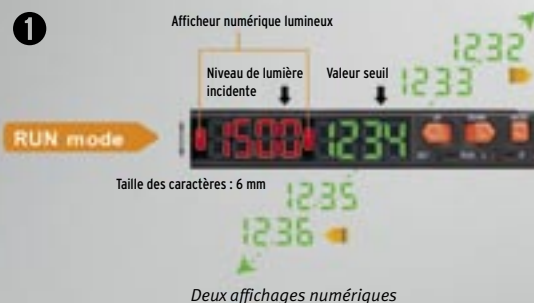 1
Afficheur numérique lumineux
1232
Niveau de lumière
incidente
Valeur seuil
1233
RUN mode
1500 1234
Taille des caractères : 6 mm
1235
1236
Deux affichages numériques